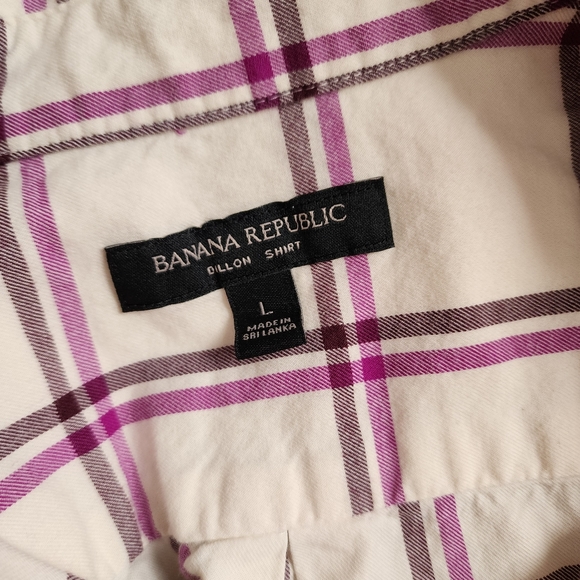 BANANA REPUBLIC
DILLON SHIRT
L
MADE IN
SRI LANKA